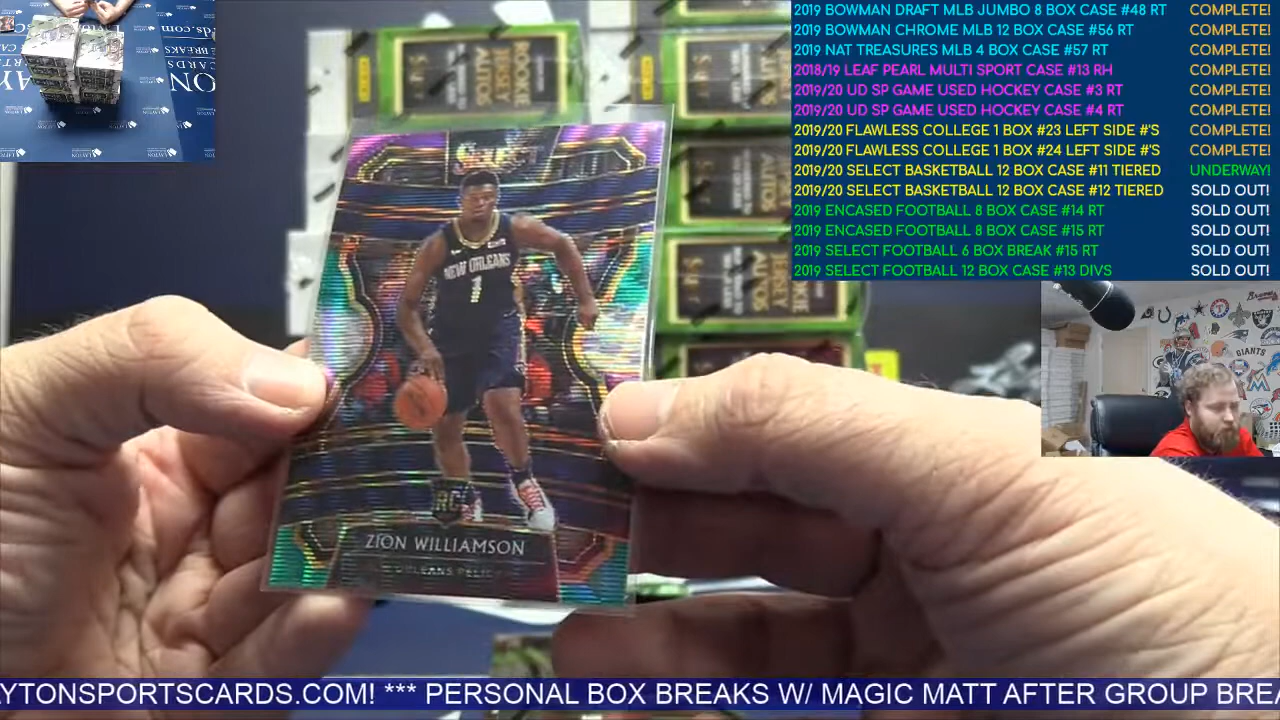 2019 BOWMAN DRAFT MLB JUMBO 8 BOX CASE #48 RT COMPLETE!
2019 BOWMAN CHROME MLB 12 BOX CASE #56 RT COMPLETE!
2019 NAT TREASURES MLB 4 BOX CASE #57 RT COMPLETE!
2018/19 LEAF PEARL MULTI SPORT CASE #13 RH COMPLETE!
2019/20 UD SP GAME USED HOCKEY CASE #3 RT COMPLETE!
2019/20 UD SP GAME USED HOCKEY CASE #4 RT COMPLETE!
2019/20 FLAWLESS COLLEGE 1 BOX #23 LEFT SIDE #'S COMPLETE!
2019/20 FLAWLESS COLLEGE 1 BOX #24 LEFT SIDE #'S COMPLETE!
2019/20 SELECT BASKETBALL 12 BOX CASE #11 TIERED UNDERWAY!
2019/20 SELECT BASKETBALL 12 BOX CASE #12 TIERED SOLD OUT!
2019 ENCASED FOOTBALL 8 BOX CASE #14 RT SOLD OUT!
2019 ENCASED FOOTBALL 8 BOX CASE #15 RT SOLD OUT!
2019 SELECT FOOTBALL 6 BOX BREAK #15 RT SOLD OUT!
2019 SELECT FOOTBALL 12 BOX CASE #13 DIVS SOLD OUT!
ROOKIE
JERSEY
AUTOS
Select
NEW ORLEANS
1
RC
ZION WILLIAMSON
GIANTS
YTONSPORTSCARDS.COM! *** PERSONAL BOX BREAKS W/ MAGIC MATT AFTER GROUP BREA